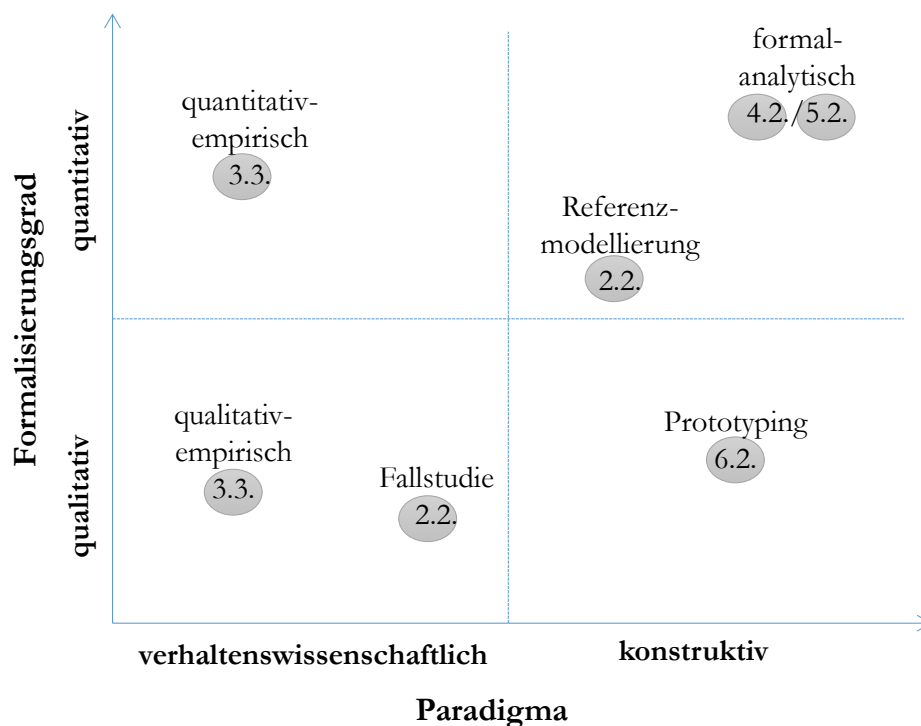 formal-
analytisch
4.2./5.2.
quantitativ-
empirisch
3.3.
Referenz-
modellierung
2.2.
Formalisierungsgrad
quantitativ
qualitativ
qualitativ-
empirisch
3.3.
Fallstudie
2.2.
Prototyping
6.2.
verhaltenswissenschaftlich
konstruktiv
Paradigma